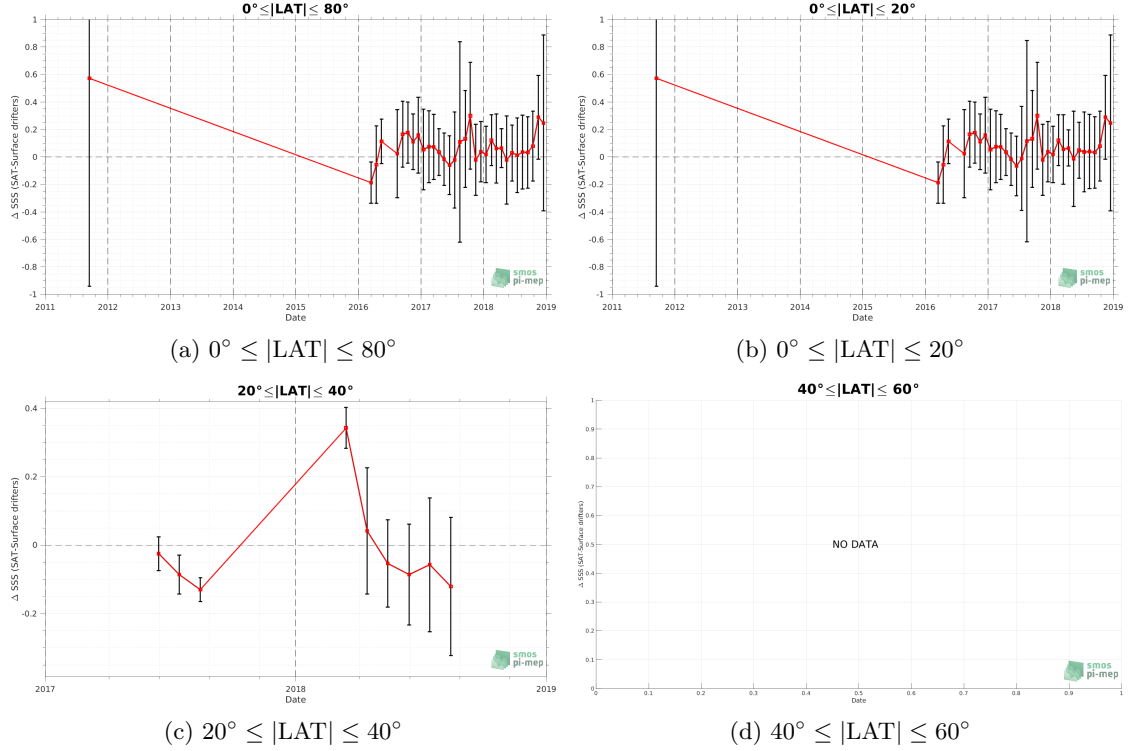 0°≤|LAT|≤ 80°
1
0.8
0.6
0.4
0.2
0
-0.2
-0.4
-0.6
-0.8
-1
Δ SSS (SAT-Surface drifters)
2011 2012 2013 2014 2015 2016 2017 2018 2019
Date
smos
pi-mep
(a) 0° ≤ |LAT| ≤ 80°
0°≤|LAT|≤ 20°
1
0.8
0.6
0.4
0.2
0
-0.2
-0.4
-0.6
-0.8
-1
Δ SSS (SAT-Surface drifters)
2011 2012 2013 2014 2015 2016 2017 2018 2019
Date
smos
pi-mep
(b) 0° ≤ |LAT| ≤ 20°
20°≤|LAT|≤ 40°
0.4
0.2
0
-0.2
Δ SSS (SAT-Surface drifters)
2017 2018 2019
Date
smos
pi-mep
(c) 20° ≤ |LAT| ≤ 40°
40°≤|LAT|≤ 60°
1
0.9
0.8
0.7
0.6
0.5
0.4
0.3
0.2
0.1
0
Δ SSS (SAT-Surface drifters)
NO DATA
0 0.1 0.2 0.3 0.4 0.5 0.6 0.7 0.8 0.9 1
Date
smos
pi-mep
(d) 40° ≤ |LAT| ≤ 60°